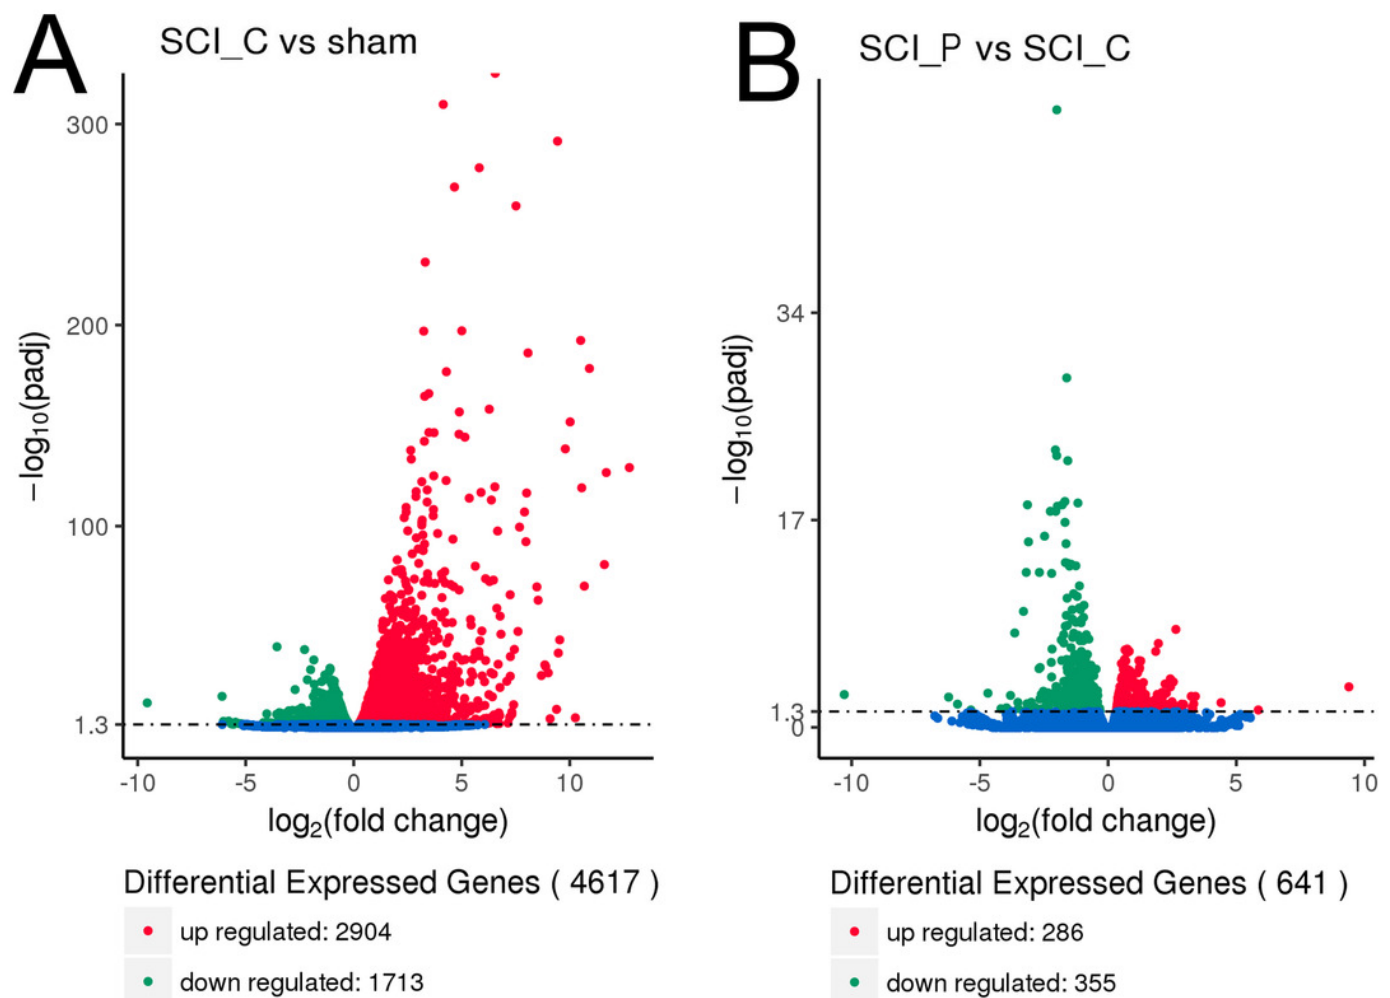 A
SCI_C vs sham
300
200
100
1.3
−log10(padj)
-10 -5 0 5 10
log2(fold change)
Differential Expressed Genes ( 4617 )
up regulated: 2904
down regulated: 1713
B
SCI_P vs SCI_C
34
17
1.3
0
−log10(padj)
-10 -5 0 5 10
log2(fold change)
Differential Expressed Genes ( 641 )
up regulated: 286
down regulated: 355